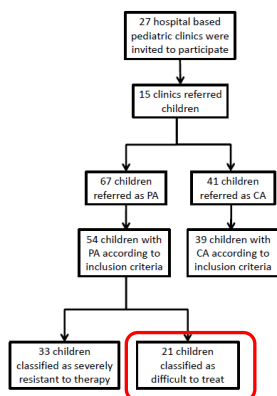 27 hospital based
pediatric clinics were
invited to participate
15 clinics referred
children
67 children
referred as PA
41 children
referred as CA
54 children with
PA according to
inclusion criteria
39 children with
CA according to
inclusion criteria
33 children
classified as severely
resistant to therapy
21 children
classified as
difficult to treat